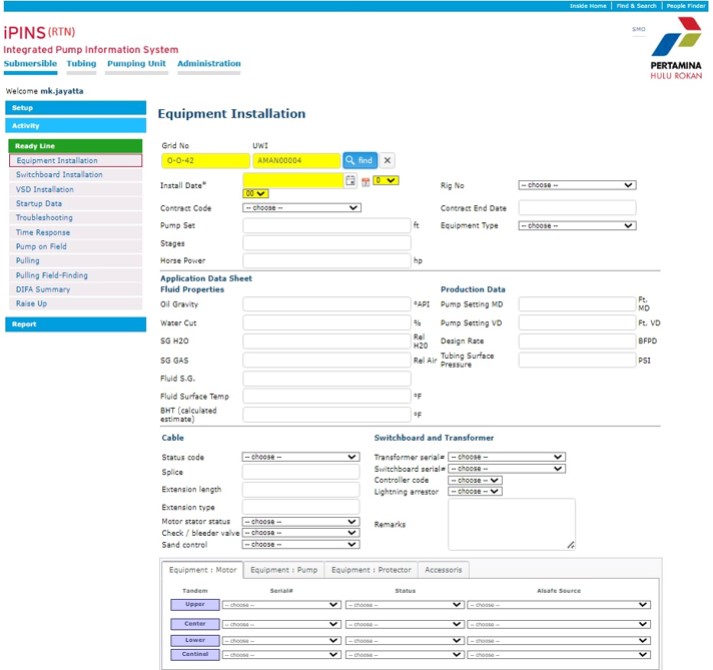 Inside Home | Find & Search | People Finder
iPINS (RTN)
SMO
Integrated Pump Information System
Submersible Tubing Pumping Unit Administration
PERTAMINA
HULU ROKAN
Welcome mk.jayatta
Setup
Activity
Ready Line
Equipment Installation
Switchboard Installation
VSD Installation
Startup Data
Troubleshooting
Time Response
Pump on Field
Pulling
Pulling Field-Finding
DIFA Summary
Raise Up
Report
Equipment Installation
Grid No UWI
O-O-42 AMAN00004 find X
Install Date* 0
00
Rig No -- choose --
Contract Code -- choose -- Contract End Date
Pump Set ft Equipment Type -- choose --
Stages
Horse Power hp
Application Data Sheet
Fluid Properties Production Data
Oil Gravity °API Pump Setting MD Ft. MD
Water Cut % Pump Setting VD Ft. VD
SG H2O Rel H2O Design Rate BFPD
SG GAS Rel Air Tubing Surface Pressure PSI
Fluid S.G.
Fluid Surface Temp °F
BHT (calculated estimate) °F
Cable Switchboard and Transformer
Status code -- choose -- Transformer serial# -- choose --
Splice Switchboard serial# -- choose --
Extension length Controller code -- choose --
Extension type Lightning arrestor -- choose --
Motor stator status -- choose -- Remarks
Check / bleeder valve -- choose --
Sand control -- choose --
Equipment : Motor Equipment : Pump Equipment : Protector Accessoris
Tandem Serial# Status Alsafe Source
Upper -- choose -- -- choose -- -- choose --
Center -- choose -- -- choose -- -- choose --
Lower -- choose -- -- choose -- -- choose --
Centinel -- choose -- -- choose -- -- choose --